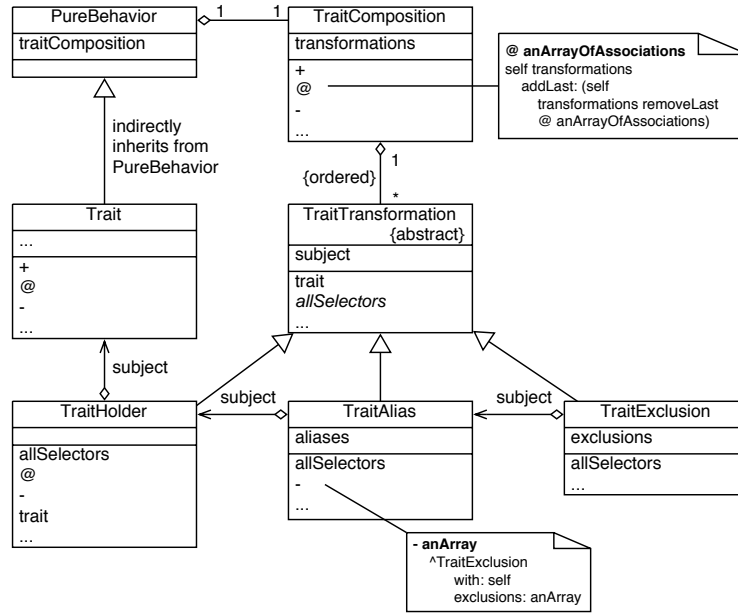 PureBehavior
traitComposition
1
1
TraitComposition
transformations
+
@
-
...
@ anArrayOfAssociations
self transformations
addLast: (self
transformations removeLast
@ anArrayOfAssociations)
indirectly
inherits from
PureBehavior
1
{ordered}
*
Trait
...
+
@
-
...
TraitTransformation
{abstract}
subject
trait
allSelectors
...
subject
TraitHolder
allSelectors
@
-
trait
...
subject
TraitAlias
aliases
allSelectors
-
...
subject
TraitExclusion
exclusions
allSelectors
...
- anArray
^TraitExclusion
with: self
exclusions: anArray